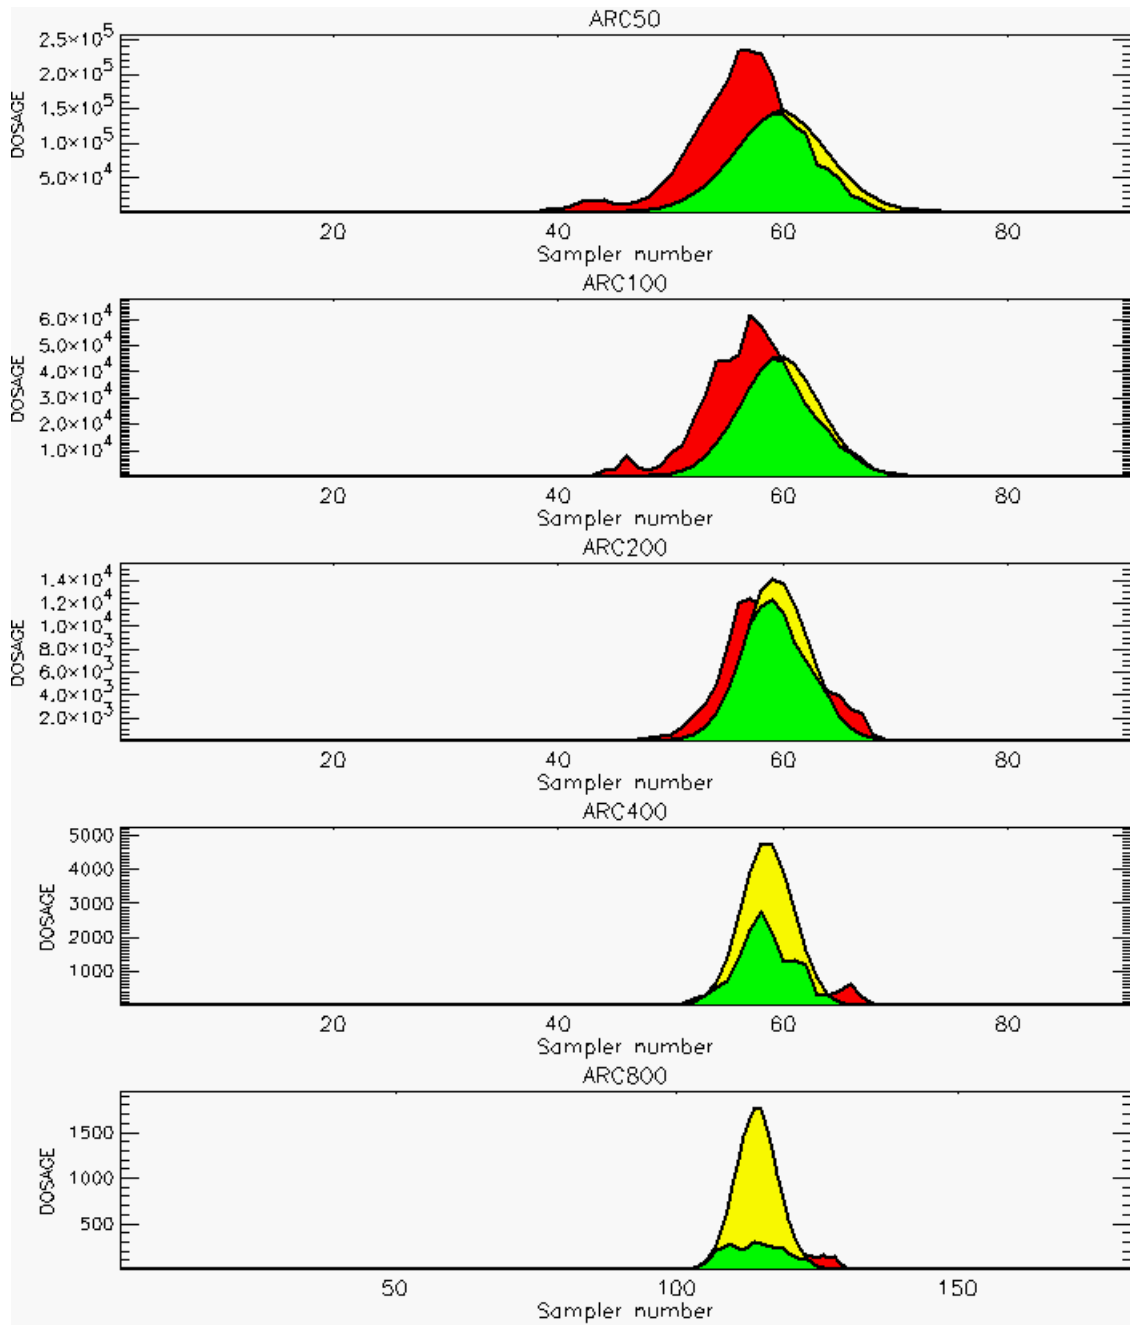 ARC50
2.5×10^5
2.0×10^5
1.5×10^5
1.0×10^5
5.0×10^4
DOSAGE
20 40 60 80
Sampler number
ARC100
6.0×10^4
5.0×10^4
4.0×10^4
3.0×10^4
2.0×10^4
1.0×10^4
DOSAGE
20 40 60 80
Sampler number
ARC200
1.4×10^4
1.2×10^4
1.0×10^4
8.0×10^3
6.0×10^3
4.0×10^3
2.0×10^3
DOSAGE
20 40 60 80
Sampler number
ARC400
5000
4000
3000
2000
1000
DOSAGE
20 40 60 80
Sampler number
ARC800
1500
1000
500
DOSAGE
50 100 150
Sampler number